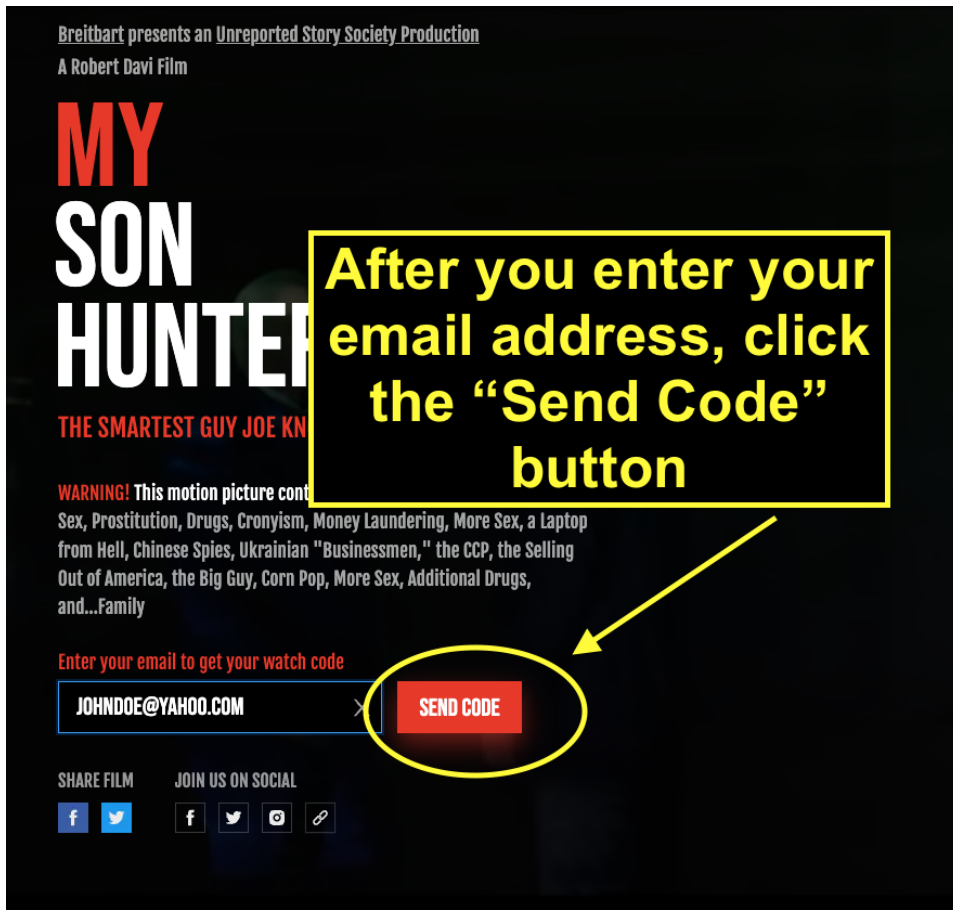 Breitbart presents an Unreported Story Society Production
A Robert Davi Film
MY
SON
HUNTER
After you enter your
email address, click
the “Send Code”
button
THE SMARTEST GUY JOE KN
WARNING! This motion picture cont
Sex, Prostitution, Drugs, Cronyism, Money Laundering, More Sex, a Laptop
from Hell, Chinese Spies, Ukrainian "Businessmen," the CCP, the Selling
Out of America, the Big Guy, Corn Pop, More Sex, Additional Drugs,
and...Family
Enter your email to get your watch code
JOHNDOE@YAHOO.COM
SEND CODE
SHARE FILM JOIN US ON SOCIAL